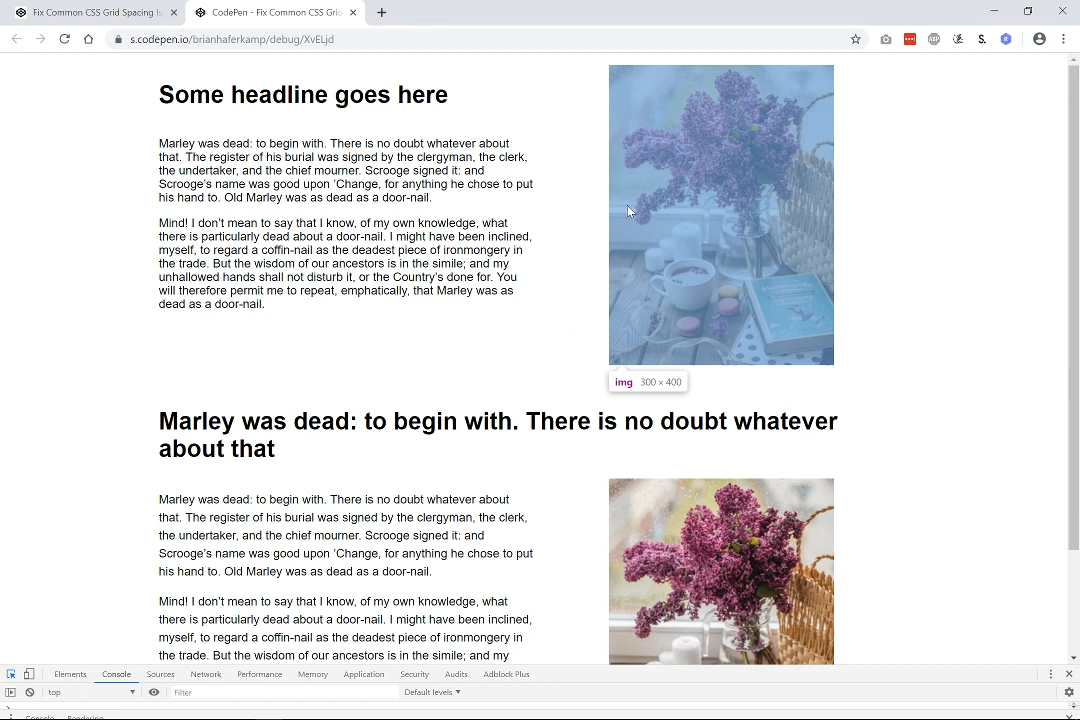 Fix Common CSS Grid Spacing Is
CodePen - Fix Common CSS Grid
s.codepen.io/brianhaferkamp/debug/XvELjd
ABP
S.
Some headline goes here
Marley was dead: to begin with. There is no doubt whatever about
that. The register of his burial was signed by the clergyman, the clerk,
the undertaker, and the chief mourner. Scrooge signed it: and
Scrooge’s name was good upon ’Change, for anything he chose to put
his hand to. Old Marley was as dead as a door-nail.
Mind! I don’t mean to say that I know, of my own knowledge, what
there is particularly dead about a door-nail. I might have been inclined,
myself, to regard a coffin-nail as the deadest piece of ironmongery in
the trade. But the wisdom of our ancestors is in the simile; and my
unhallowed hands shall not disturb it, or the Country’s done for. You
will therefore permit me to repeat, emphatically, that Marley was as
dead as a door-nail.
img 300 × 400
Marley was dead: to begin with. There is no doubt whatever
about that
Marley was dead: to begin with. There is no doubt whatever about
that. The register of his burial was signed by the clergyman, the clerk,
the undertaker, and the chief mourner. Scrooge signed it: and
Scrooge’s name was good upon ’Change, for anything he chose to put
his hand to. Old Marley was as dead as a door-nail.
Mind! I don’t mean to say that I know, of my own knowledge, what
there is particularly dead about a door-nail. I might have been inclined,
myself, to regard a coffin-nail as the deadest piece of ironmongery in
the trade. But the wisdom of our ancestors is in the simile; and my
Elements Console Sources Network Performance Memory Application Security Audits Adblock Plus
top Filter Default levels
Console Rendering